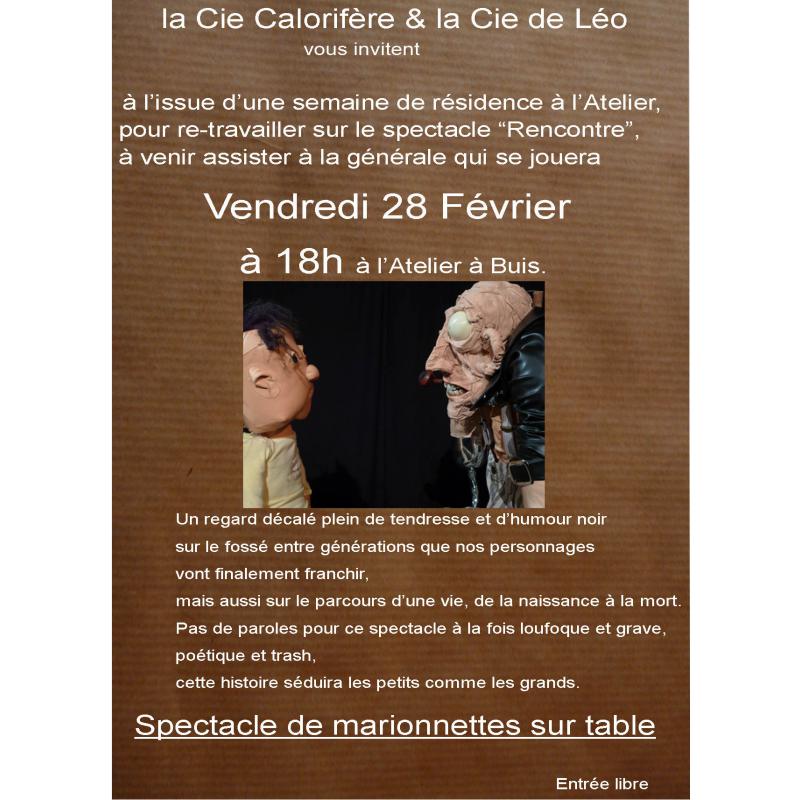 la Cie Calorifère & la Cie de Léo
vous invitent
à l'issue d'une semaine de résidence à l'Atelier,
pour re-travailler sur le spectacle “Rencontre”,
à venir assister à la générale qui se jouera
Vendredi 28 Février
à 18h à l'Atelier à Buis.
Un regard décalé plein de tendresse et d'humour noir
sur le fossé entre générations que nos personnages
vont finalement franchir,
mais aussi sur le parcours d'une vie, de la naissance à la mort.
Pas de paroles pour ce spectacle à la fois loufoque et grave,
poétique et trash,
cette histoire séduira les petits comme les grands.
Spectacle de marionnettes sur table
Entrée libre